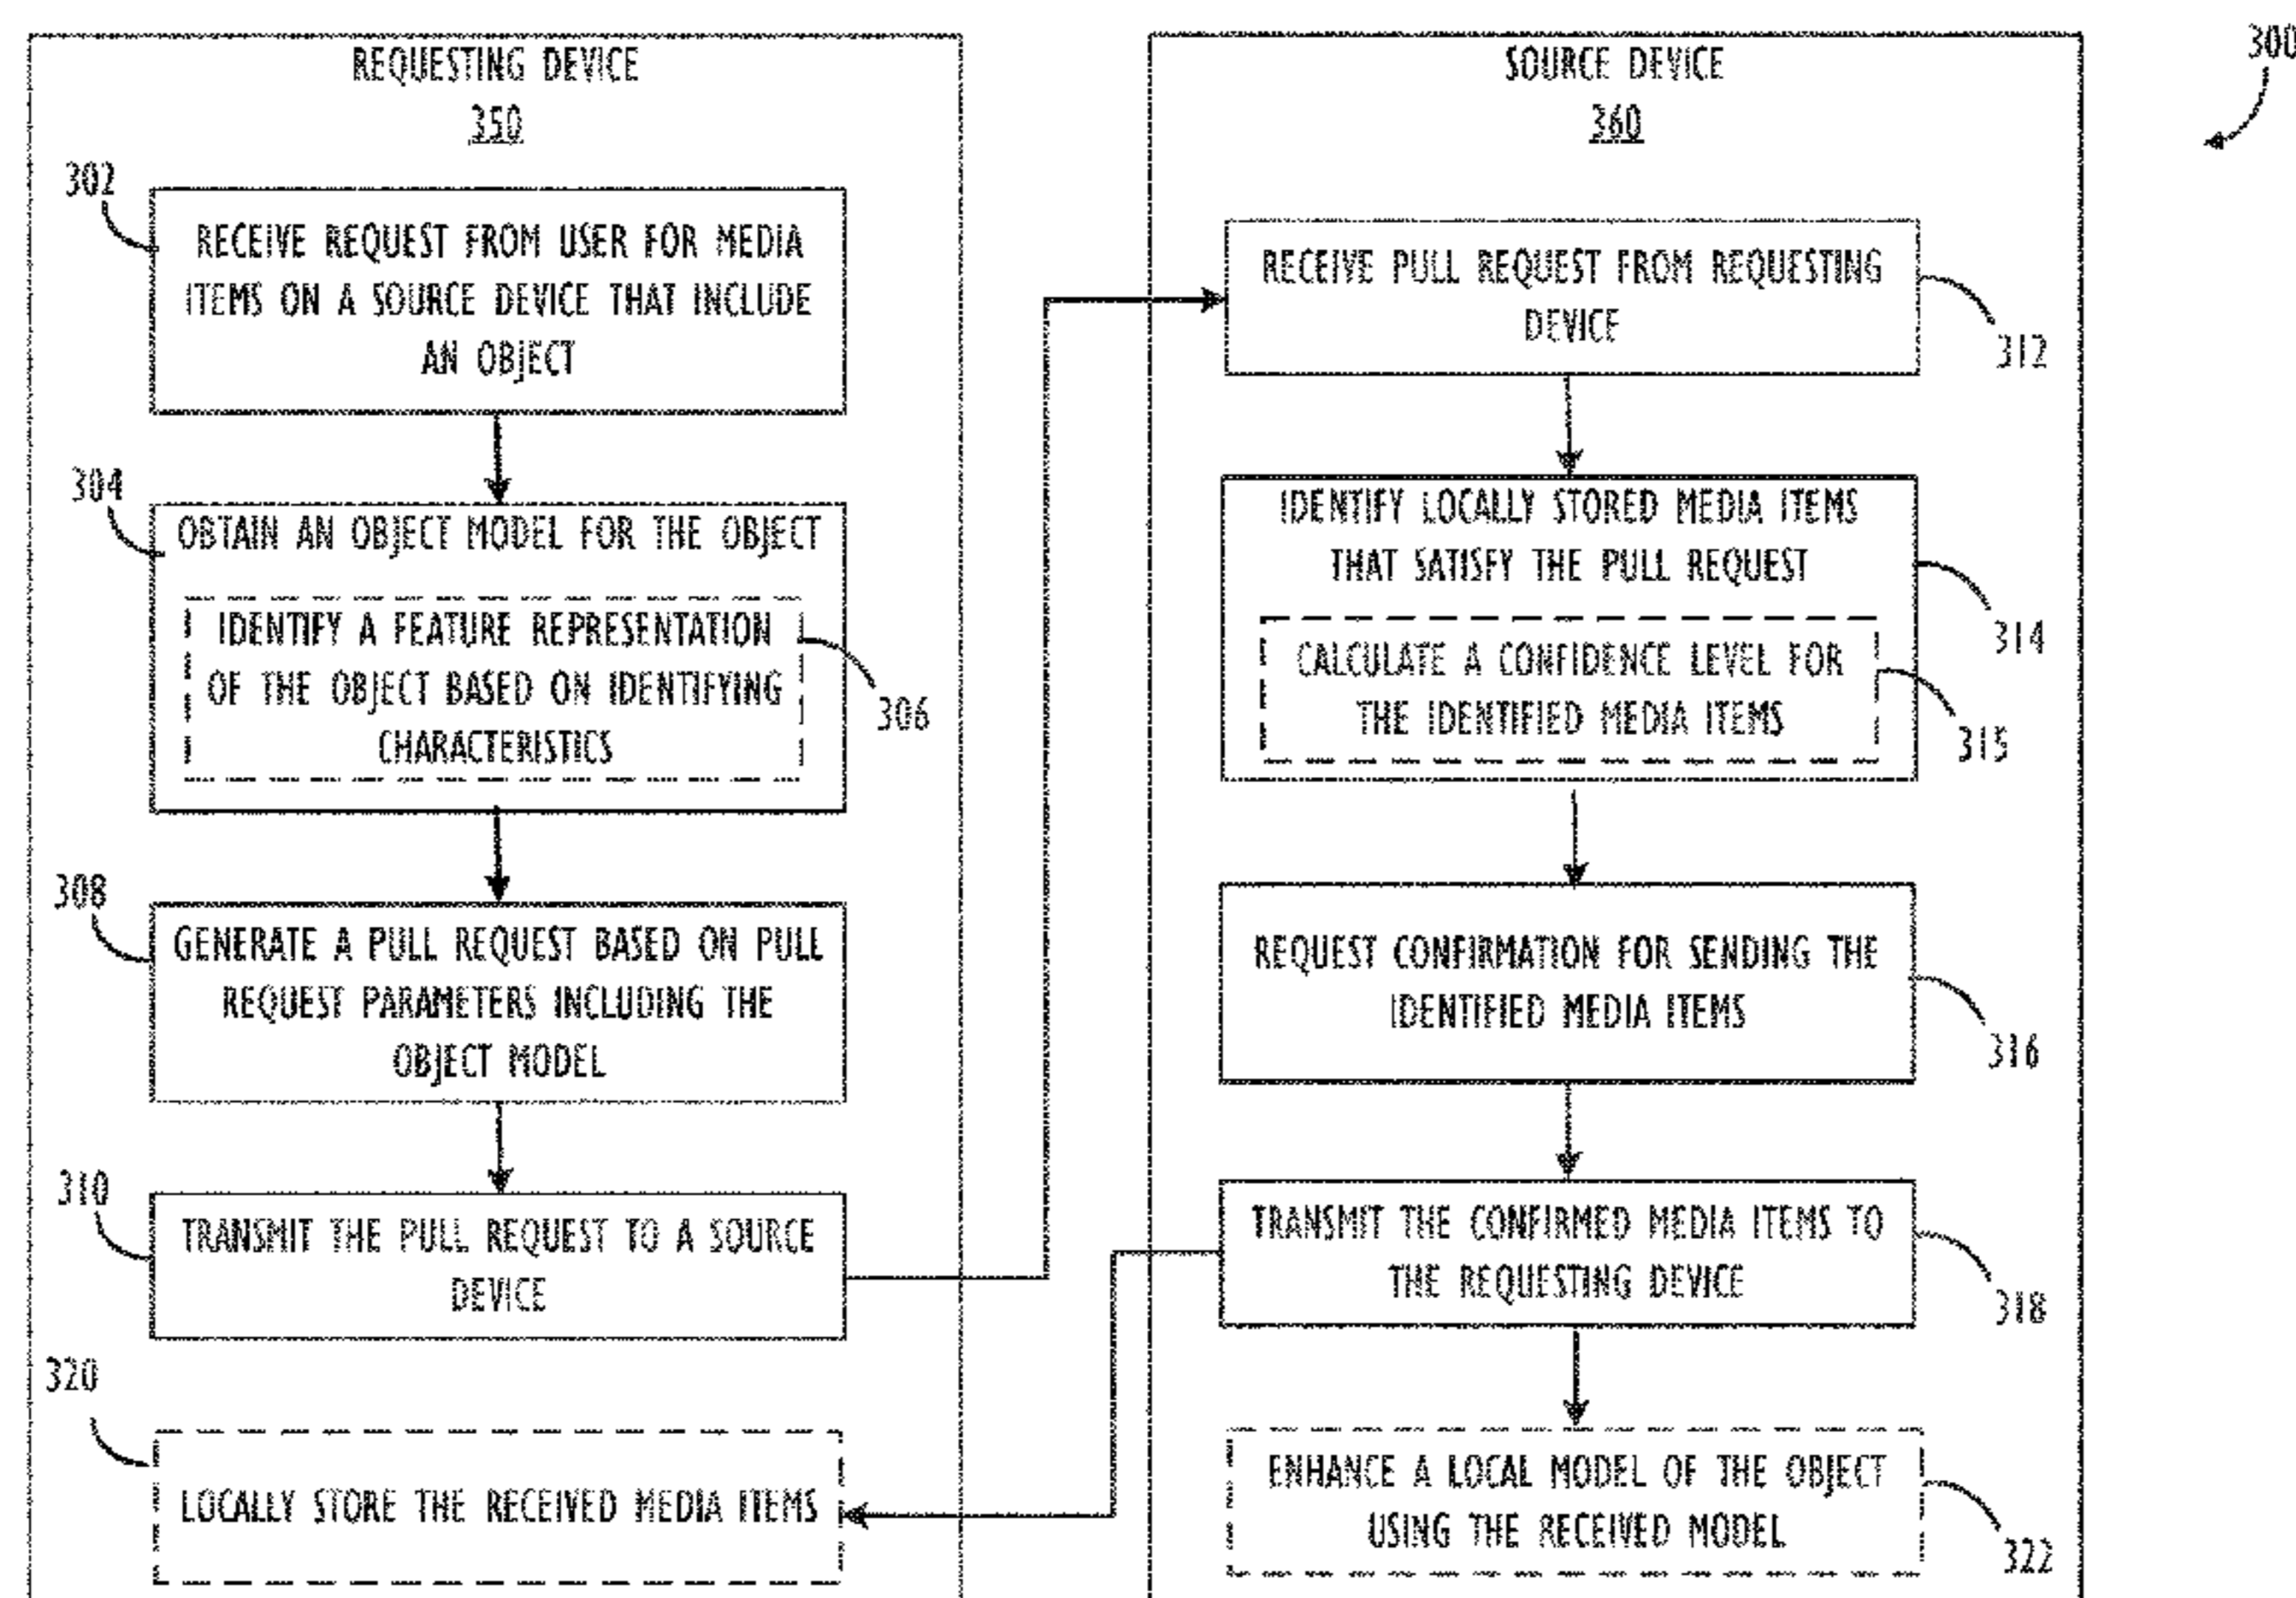 300
REQUESTING DEVICE
350
302
RECEIVE REQUEST FROM USER FOR MEDIA
ITEMS ON A SOURCE DEVICE THAT INCLUDE
AN OBJECT
304
OBTAIN AN OBJECT MODEL FOR THE OBJECT
IDENTIFY A FEATURE REPRESENTATION
OF THE OBJECT BASED ON IDENTIFYING
CHARACTERISTICS
306
308
GENERATE A PULL REQUEST BASED ON PULL
REQUEST PARAMETERS INCLUDING THE
OBJECT MODEL
310
TRANSMIT THE PULL REQUEST TO A SOURCE
DEVICE
320
LOCALLY STORE THE RECEIVED MEDIA ITEMS
SOURCE DEVICE
360
RECEIVE PULL REQUEST FROM REQUESTING
DEVICE
312
IDENTIFY LOCALLY STORED MEDIA ITEMS
THAT SATISFY THE PULL REQUEST
314
CALCULATE A CONFIDENCE LEVEL FOR
THE IDENTIFIED MEDIA ITEMS
315
REQUEST CONFIRMATION FOR SENDING THE
IDENTIFIED MEDIA ITEMS
316
TRANSMIT THE CONFIRMED MEDIA ITEMS TO
THE REQUESTING DEVICE
318
ENHANCE A LOCAL MODEL OF THE OBJECT
USING THE RECEIVED MODEL
322